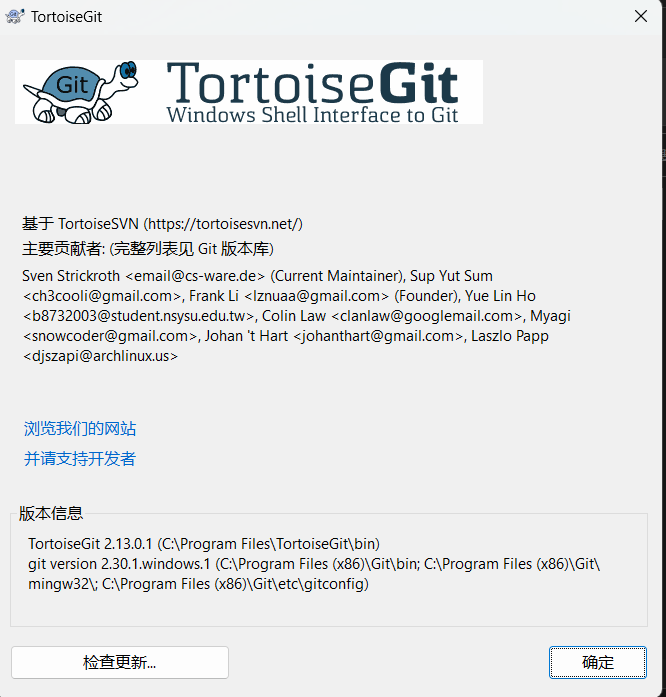 TortoiseGit
Git
TortoiseGit
Windows Shell Interface to Git
基于 TortoiseSVN (https://tortoisesvn.net/)
主要贡献者: (完整列表见 Git 版本库)
Sven Strickroth <email@cs-ware.de> (Current Maintainer), Sup Yut Sum
<ch3cooli@gmail.com>, Frank Li <lznuaa@gmail.com> (Founder), Yue Lin Ho
<b8732003@student.nsysu.edu.tw>, Colin Law <clanlaw@googlemail.com>, Myagi
<snowcoder@gmail.com>, Johan 't Hart <johanthart@gmail.com>, Laszlo Papp
<djszapi@archlinux.us>
浏览我们的网站
并请支持开发者
版本信息
TortoiseGit 2.13.0.1 (C:\Program Files\TortoiseGit\bin)
git version 2.30.1.windows.1 (C:\Program Files (x86)\Git\bin; C:\Program Files (x86)\Git\
mingw32\; C:\Program Files (x86)\Git\etc\gitconfig)
检查更新...
确定